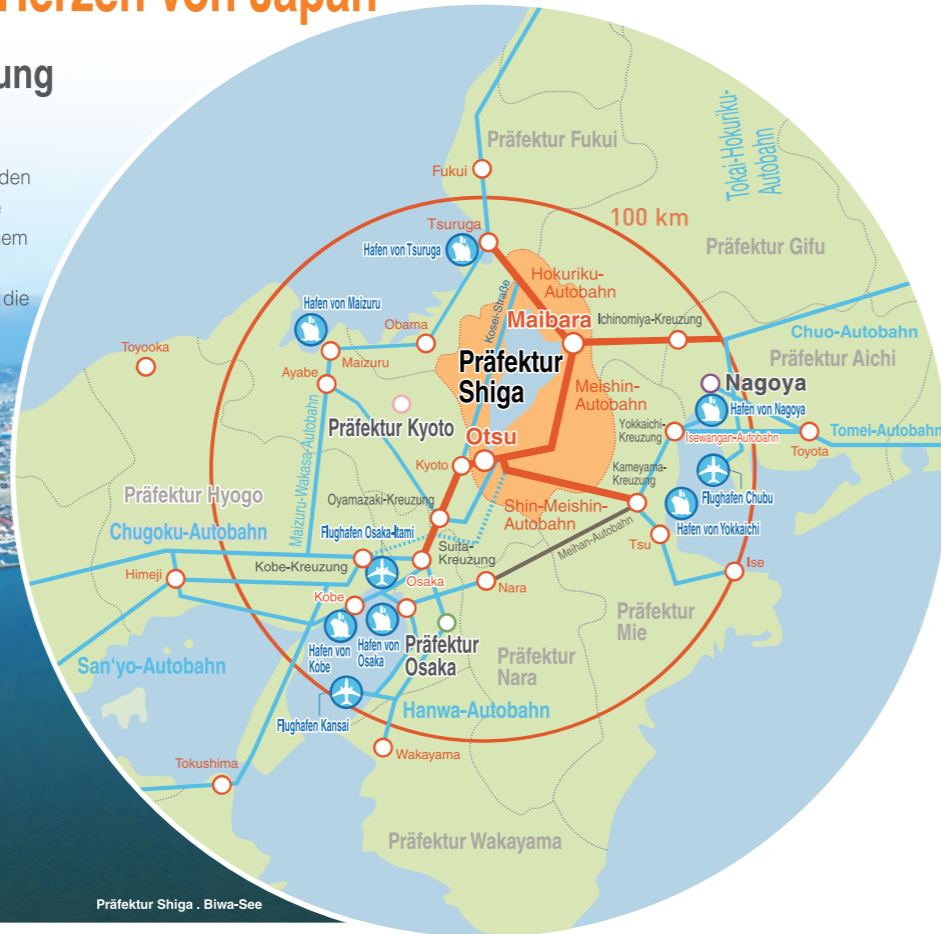 Herzen von Japan
ung
den
em
die
Präfektur Fukui
Tokai-Hokuriku-
Autobahn
Fukui
100 km
Tsuruga
Präfektur Gifu
Hafen von Tsuruga
Hokuriku-
Autobahn
Kosei-Straße
Hafen von Maizuru
Maibara
Ichinomiya-Kreuzung
Obama
Chuo-Autobahn
Toyooka
Maizuru
Präfektur
Shiga
Präfektur Aichi
Ayabe
Meishin-
Autobahn
Nagoya
Hafen von Nagoya
Präfektur Kyoto
Otsu
Yokkaichi-
Kreuzung
Isewangan-Autobahn
Tomei-Autobahn
Toyota
Kyoto
Kameyama-
Kreuzung
Maizuru-Wakasa-Autobahn
Präfektur Hyogo
Oyamazaki-Kreuzung
Shin-Meishin-
Autobahn
Flughafen Chubu
Hafen von Yokkaichi
Chugoku-Autobahn
Flughafen Osaka-Itami
Meihan-Autobahn
Tsu
Suita-
Kreuzung
Kobe-Kreuzung
Himeji
Osaka
Nara
Ise
Kobe
Präfektur
Mie
Hafen von
Kobe
Hafen von
Osaka
Präfektur
Osaka
Präfektur
Nara
San'yo-Autobahn
Hanwa-Autobahn
Flughafen Kansai
Wakayama
Tokushima
Präfektur Wakayama
Präfektur Shiga . Biwa-See